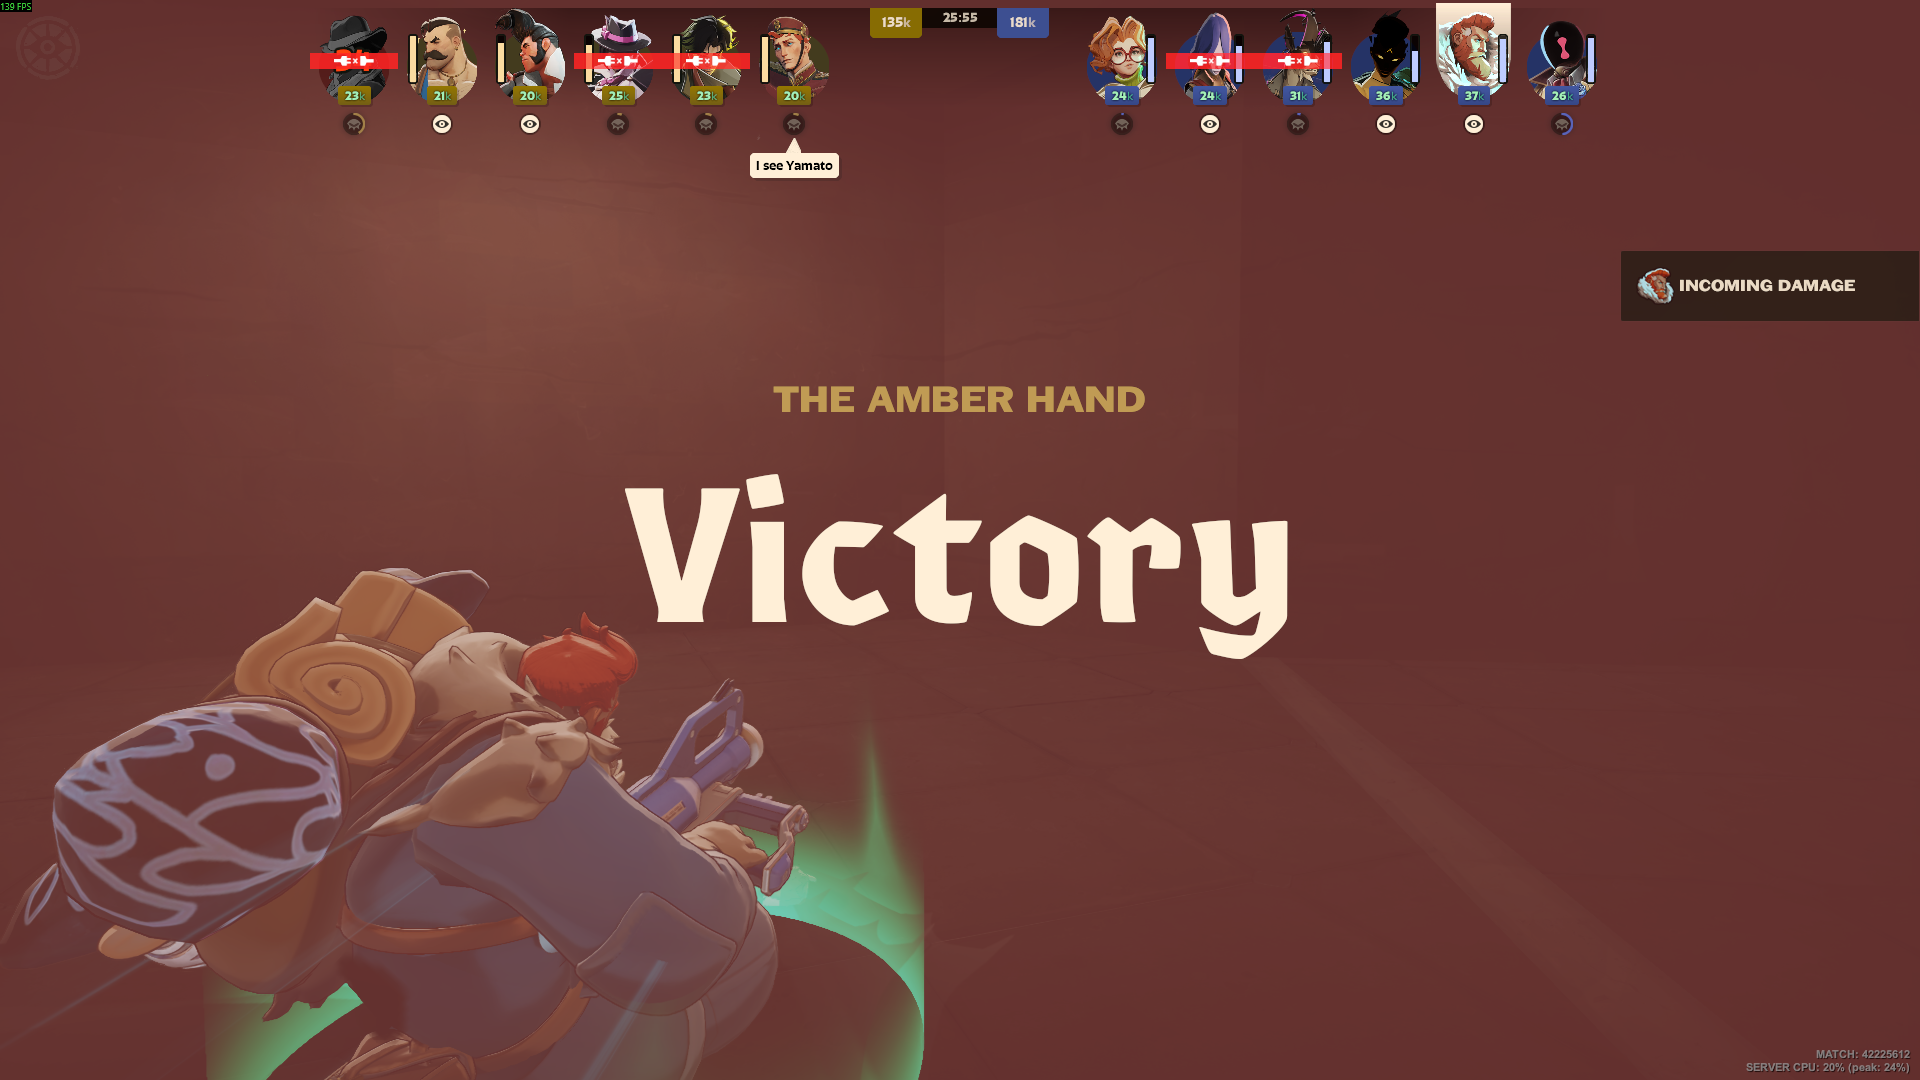 139 FPS
135k
25:55
181k
23k
21k
20k
25k
23k
20k
24k
24k
31k
36k
37k
26k
I see Yamato
INCOMING DAMAGE
THE AMBER HAND
Victory
MATCH: 42225612
SERVER CPU: 20% (peak: 24%)